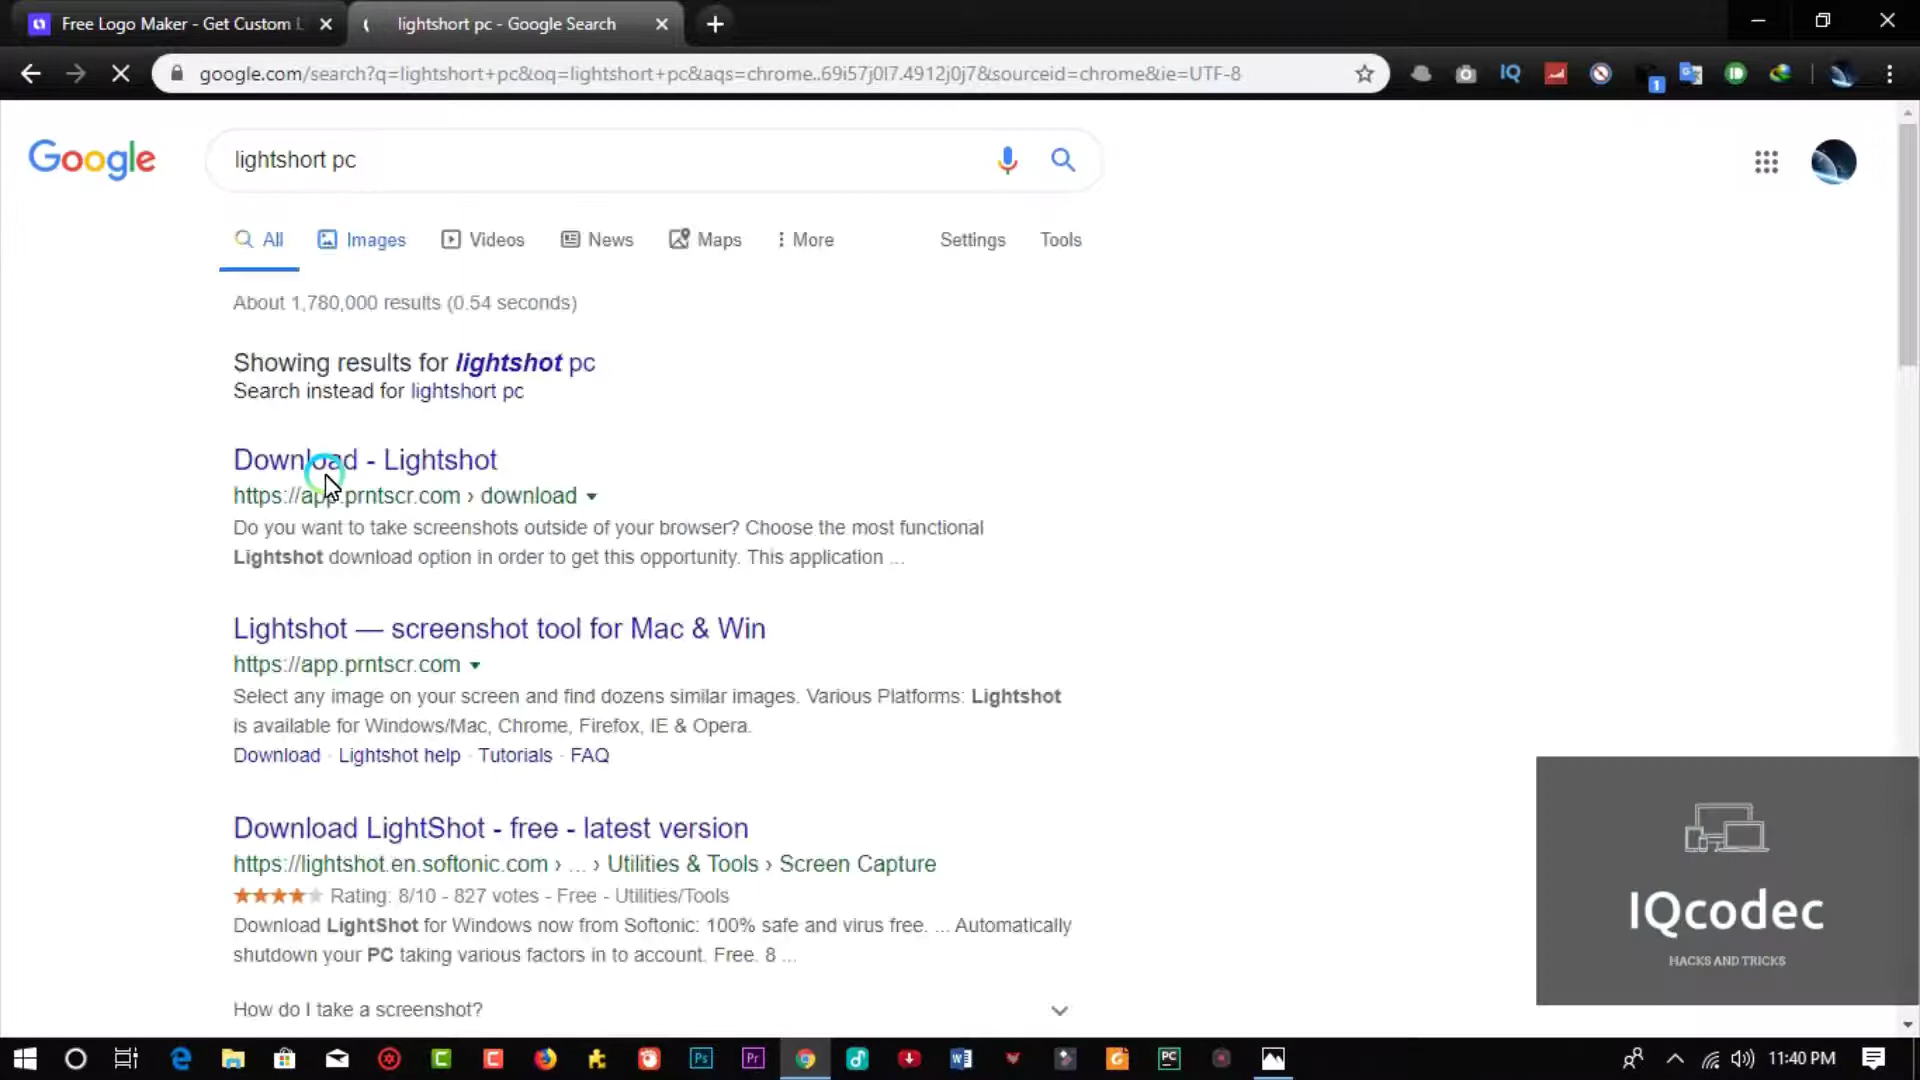 Free Logo Maker - Get Custom L
lightshort pc - Google Search
google.com/search?q=lightshort+pc&oq=lightshort+pc&aqs=chrome..69i57j0l7.4912j0j7&sourceid=chrome&ie=UTF-8
IQ
1
Google
lightshort pc
All
Images
Videos
News
Maps
More
Settings
Tools
About 1,780,000 results (0.54 seconds)
Showing results for lightshot pc
Search instead for lightshort pc
Download - Lightshot
https://app.prntscr.com › download
Do you want to take screenshots outside of your browser? Choose the most functional
Lightshot download option in order to get this opportunity. This application ...
Lightshot — screenshot tool for Mac & Win
https://app.prntscr.com
Select any image on your screen and find dozens similar images. Various Platforms: Lightshot
is available for Windows/Mac, Chrome, Firefox, IE & Opera.
Download · Lightshot help · Tutorials · FAQ
Download LightShot - free - latest version
https://lightshot.en.softonic.com › ... › Utilities & Tools › Screen Capture
Rating: 8/10 - 827 votes - Free - Utilities/Tools
Download LightShot for Windows now from Softonic: 100% safe and virus free. ... Automatically
shutdown your PC taking various factors in to account. Free. 8 ...
How do I take a screenshot?
IQcodec
HACKS AND TRICKS
C
C
Ps
Pr
W
PC
11:40 PM